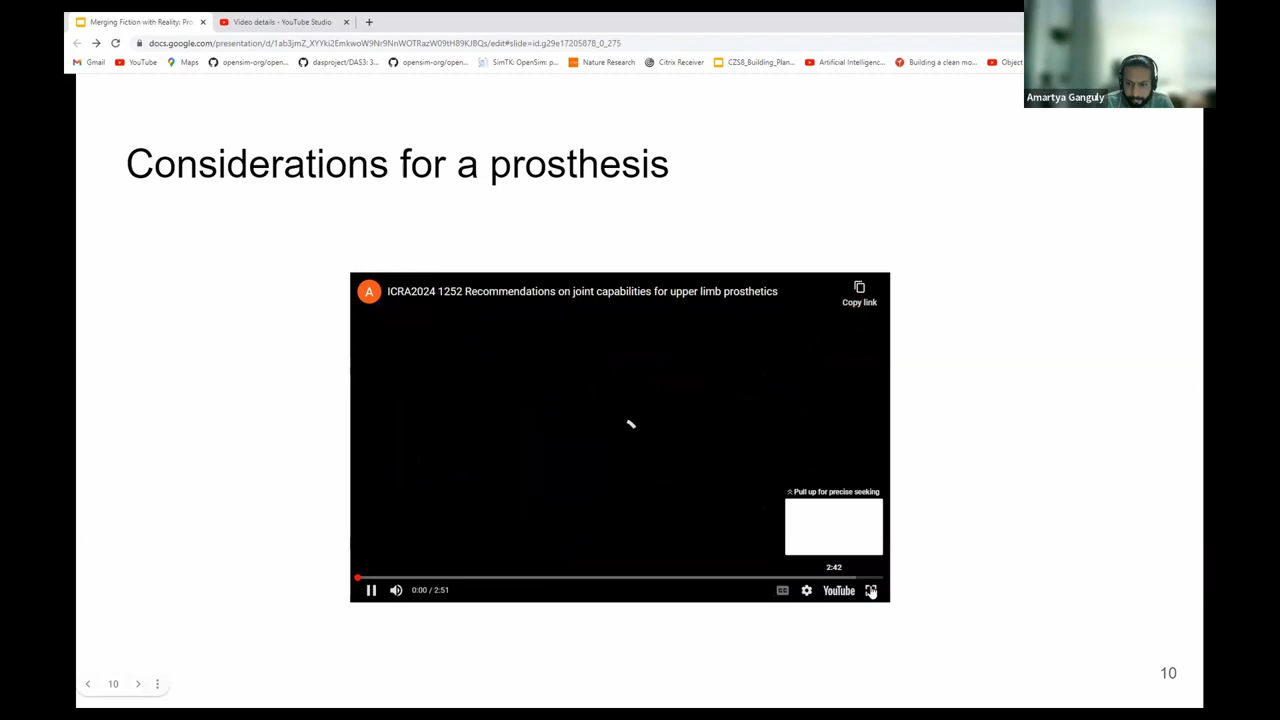 Merging Fiction with Reality: Pro
Video details - YouTube Studio
docs.google.com/presentation/d/1ab3jmZ_XYYki2EmkwoW9Nr9NnWOTRazW09tH89KJ8Qs/edit#slide=id.g29e17205878_0_275
Gmail YouTube Maps opensim-org/open... dasproject/DAS3: 3... opensim-org/open... SimTK: OpenSim: p... Nature Research Citrix Receiver CZS8_Building_Plan... Artificial Intelligenc... Building a clean mo... Object
Amartya Ganguly
Considerations for a prosthesis
A ICRA2024 1252 Recommendations on joint capabilities for upper limb prosthetics
Copy link
Pull up for precise seeking
2:42
0:00 / 2:51
CC
YouTube
10
10